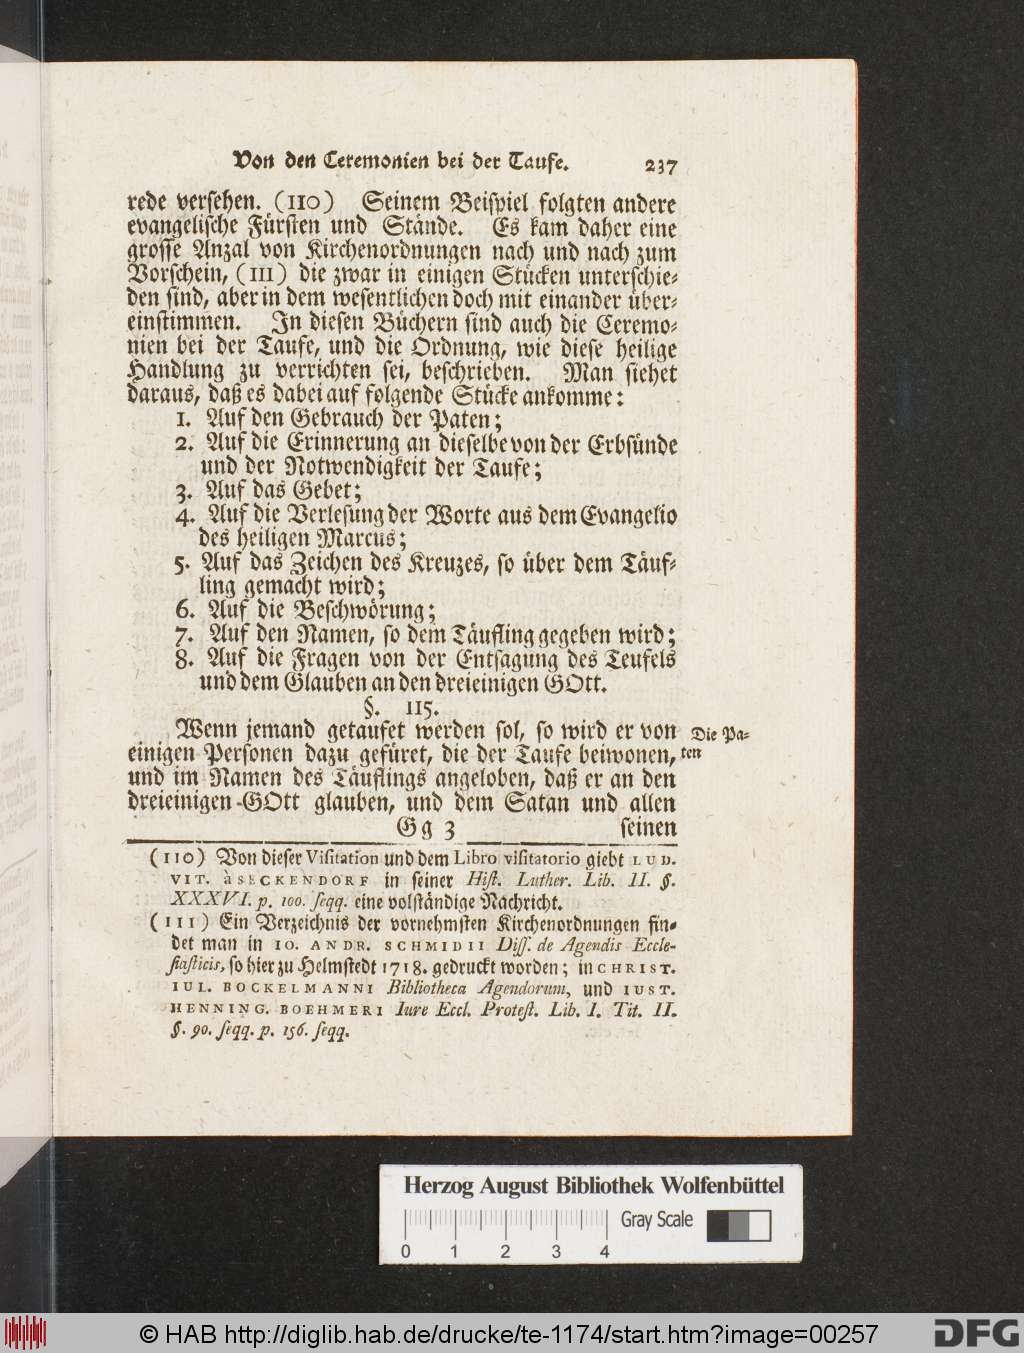 Von den Ceremonien bei der Taufe. 237
rede versehen. (110) Seinem Beispiel folgten andere
evangelische Fürsten und Stände. Es kam daher eine
grosse Anzal von Kirchenordnungen nach und nach zum
Vorschein, (111) die zwar in einigen Stücken unterschie-
den sind, aber in dem wesentlichen doch mit einander über-
einstimmen. In diesen Büchern sind auch die Ceremo-
nien bei der Taufe, und die Ordnung, wie diese heilige
Handlung zu verrichten sei, beschrieben. Man siehet
daraus, daß es dabei auf folgende Stücke ankomme:
1. Auf den Gebrauch der Paten;
2. Auf die Erinnerung an dieselbe von der Erbsünde
und der Notwendigkeit der Taufe;
3. Auf das Gebet;
4. Auf die Verlesung der Worte aus dem Evangelio
des heiligen Marcus;
5. Auf das Zeichen des Kreuzes, so über dem Täuf-
ling gemacht wird;
6. Auf die Beschwörung;
7. Auf den Namen, so dem Täufling gegeben wird;
8. Auf die Fragen von der Entsagung des Teufels
und dem Glauben an den dreieinigen GOtt.
§. 115.
Wenn jemand getaufet werden sol, so wird er von
einigen Personen dazu gefüret, die der Taufe beiwonen,
und im Namen des Täuflings angeloben, daß er an den
dreieinigen GOtt glauben, und dem Satan und allen
Gg 3 seinen
Die Pa-
ten
(110) Von dieser Visitation und dem Libro visitatorio giebt LUD.
VIT. à SECKENDORF in seiner Hist. Luther. Lib. II. §.
XXXVI. p. 100. seqq. eine volständige Nachricht.
(111) Ein Verzeichnis der vornehmsten Kirchenordnungen fin-
det man in IO. ANDR. SCHMIDII Diss. de Agendis Eccle-
siasticis, so hier zu Helmstedt 1718. gedruckt worden; in CHRIST.
IUL. BOCKELMANNI Bibliotheca Agendorum, und IUST.
HENNING. BOEHMERI Iure Eccl. Protest. Lib. I. Tit. II.
§. 90. seqq. p. 156. seqq.
Herzog August Bibliothek Wolfenbüttel
Gray Scale
0 1 2 3 4
© HAB http://diglib.hab.de/drucke/te-1174/start.htm?image=00257
DFG